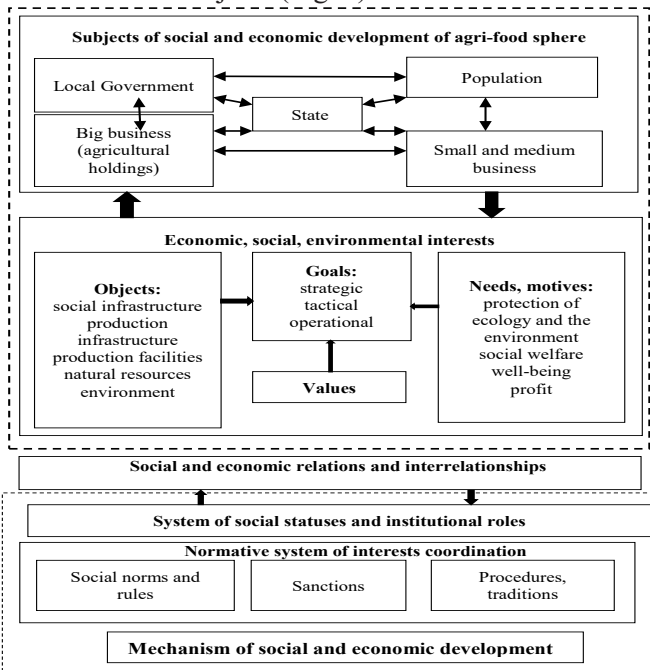 Subjects of social and economic development of agri-food sphere
Local Government
Population
State
Big business
(agricultural
holdings)
Small and medium
business
Economic, social, environmental interests
Objects:
social infrastructure
production
infrastructure
production facilities
natural resources
environment
Goals:
strategic
tactical
operational
Needs, motives:
protection of
ecology and the
environment
social welfare
well-being
profit
Values
Social and economic relations and interrelationships
System of social statuses and institutional roles
Normative system of interests coordination
Social norms and
rules
Sanctions
Procedures,
traditions
Mechanism of social and economic development